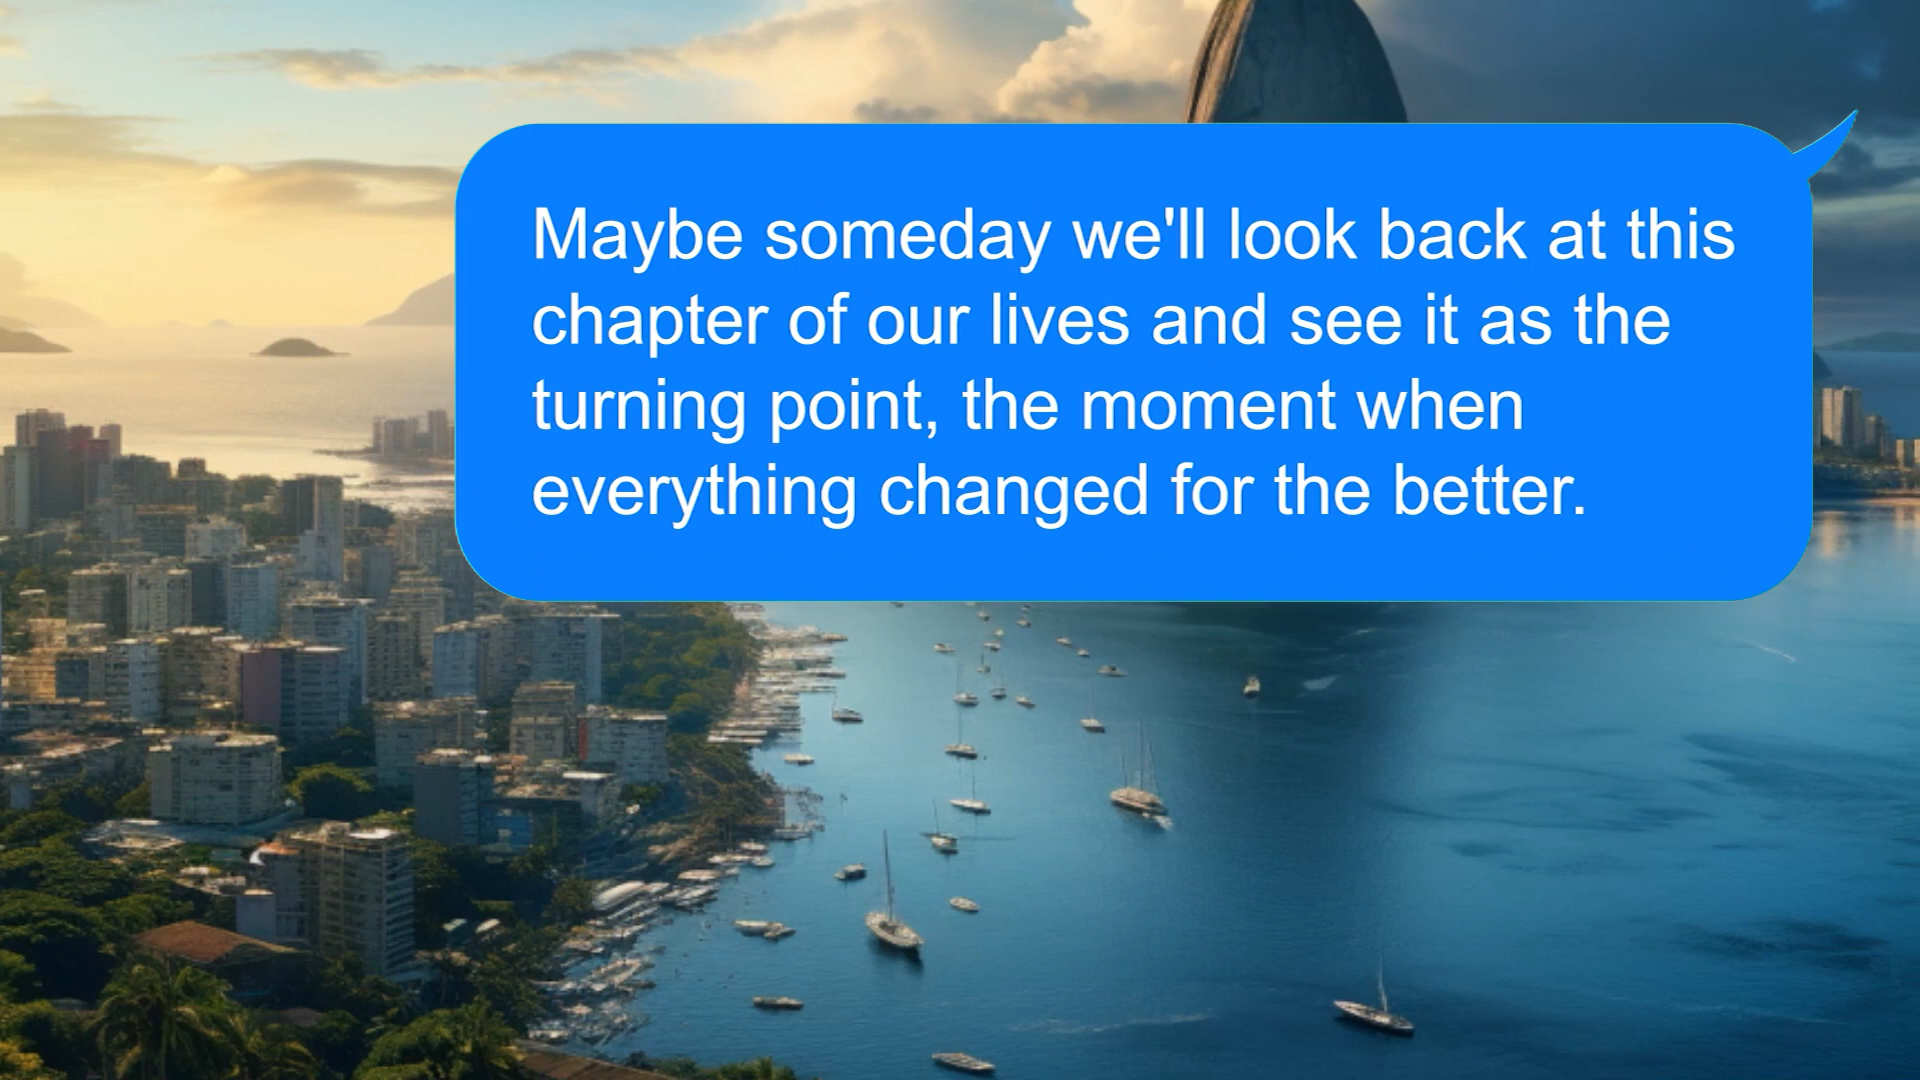 Maybe someday we'll look back at this
chapter of our lives and see it as the
turning point, the moment when
everything changed for the better.